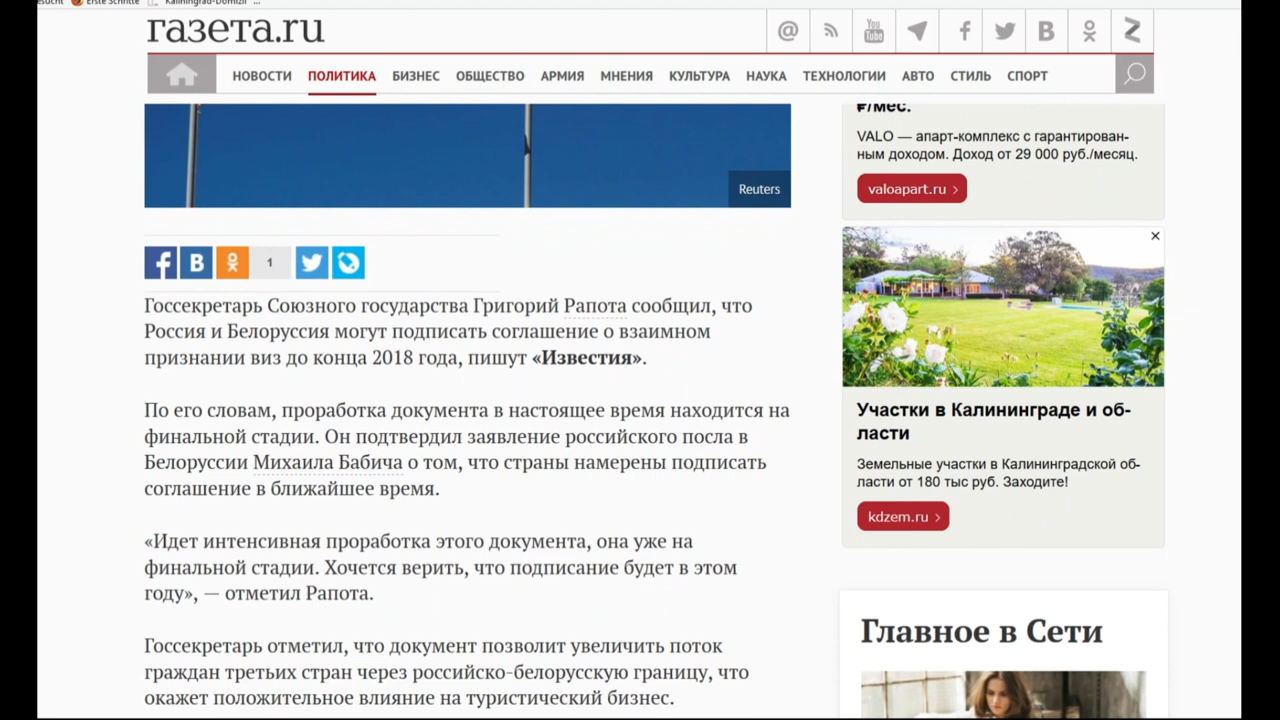 Erste Schritte
Kaliningrad-Domizil
...
газета.ru
You
Tube
НОВОСТИ ПОЛИТИКА БИЗНЕС ОБЩЕСТВО АРМИЯ МНЕНИЯ КУЛЬТУРА НАУКА ТЕХНОЛОГИИ АВТО СТИЛЬ СПОРТ
Reuters
1
Госсекретарь Союзного государства Григорий Рапота сообщил, что
Россия и Белоруссия могут подписать соглашение о взаимном
признании виз до конца 2018 года, пишут «Известия».
По его словам, проработка документа в настоящее время находится на
финальной стадии. Он подтвердил заявление российского посла в
Белоруссии Михаила Бабича о том, что страны намерены подписать
соглашение в ближайшее время.
«Идет интенсивная проработка этого документа, она уже на
финальной стадии. Хочется верить, что подписание будет в этом
году», — отметил Рапота.
Госсекретарь отметил, что документ позволит увеличить поток
граждан третьих стран через российско-белорусскую границу, что
окажет положительное влияние на туристический бизнес.
₽/мес.
VALO — апарт-комплекс с гарантирован-
ным доходом. Доход от 29 000 руб./месяц.
valoapart.ru
Участки в Калининграде и об-
ласти
Земельные участки в Калининградской об-
ласти от 180 тыс руб. Заходите!
kdzem.ru
Главное в Сети